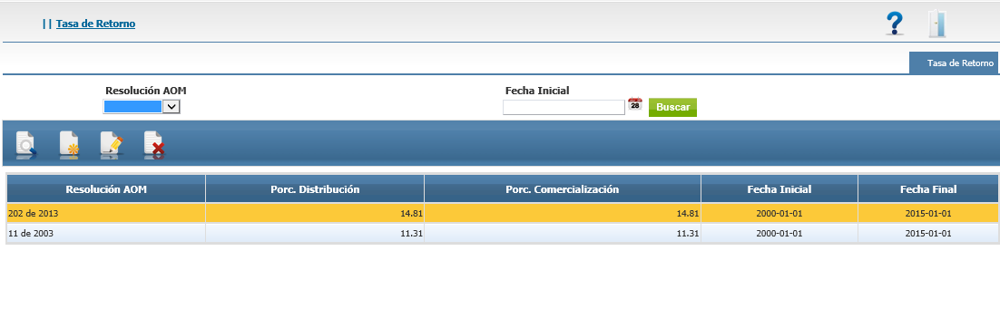 || Tasa de Retorno
Tasa de Retorno
Resolución AOM Fecha Inicial
28 Buscar
Resolución AOM Porc. Distribución Porc. Comercialización Fecha Inicial Fecha Final
202 de 2013 14.81 14.81 2000-01-01 2015-01-01
11 de 2003 11.31 11.31 2000-01-01 2015-01-01